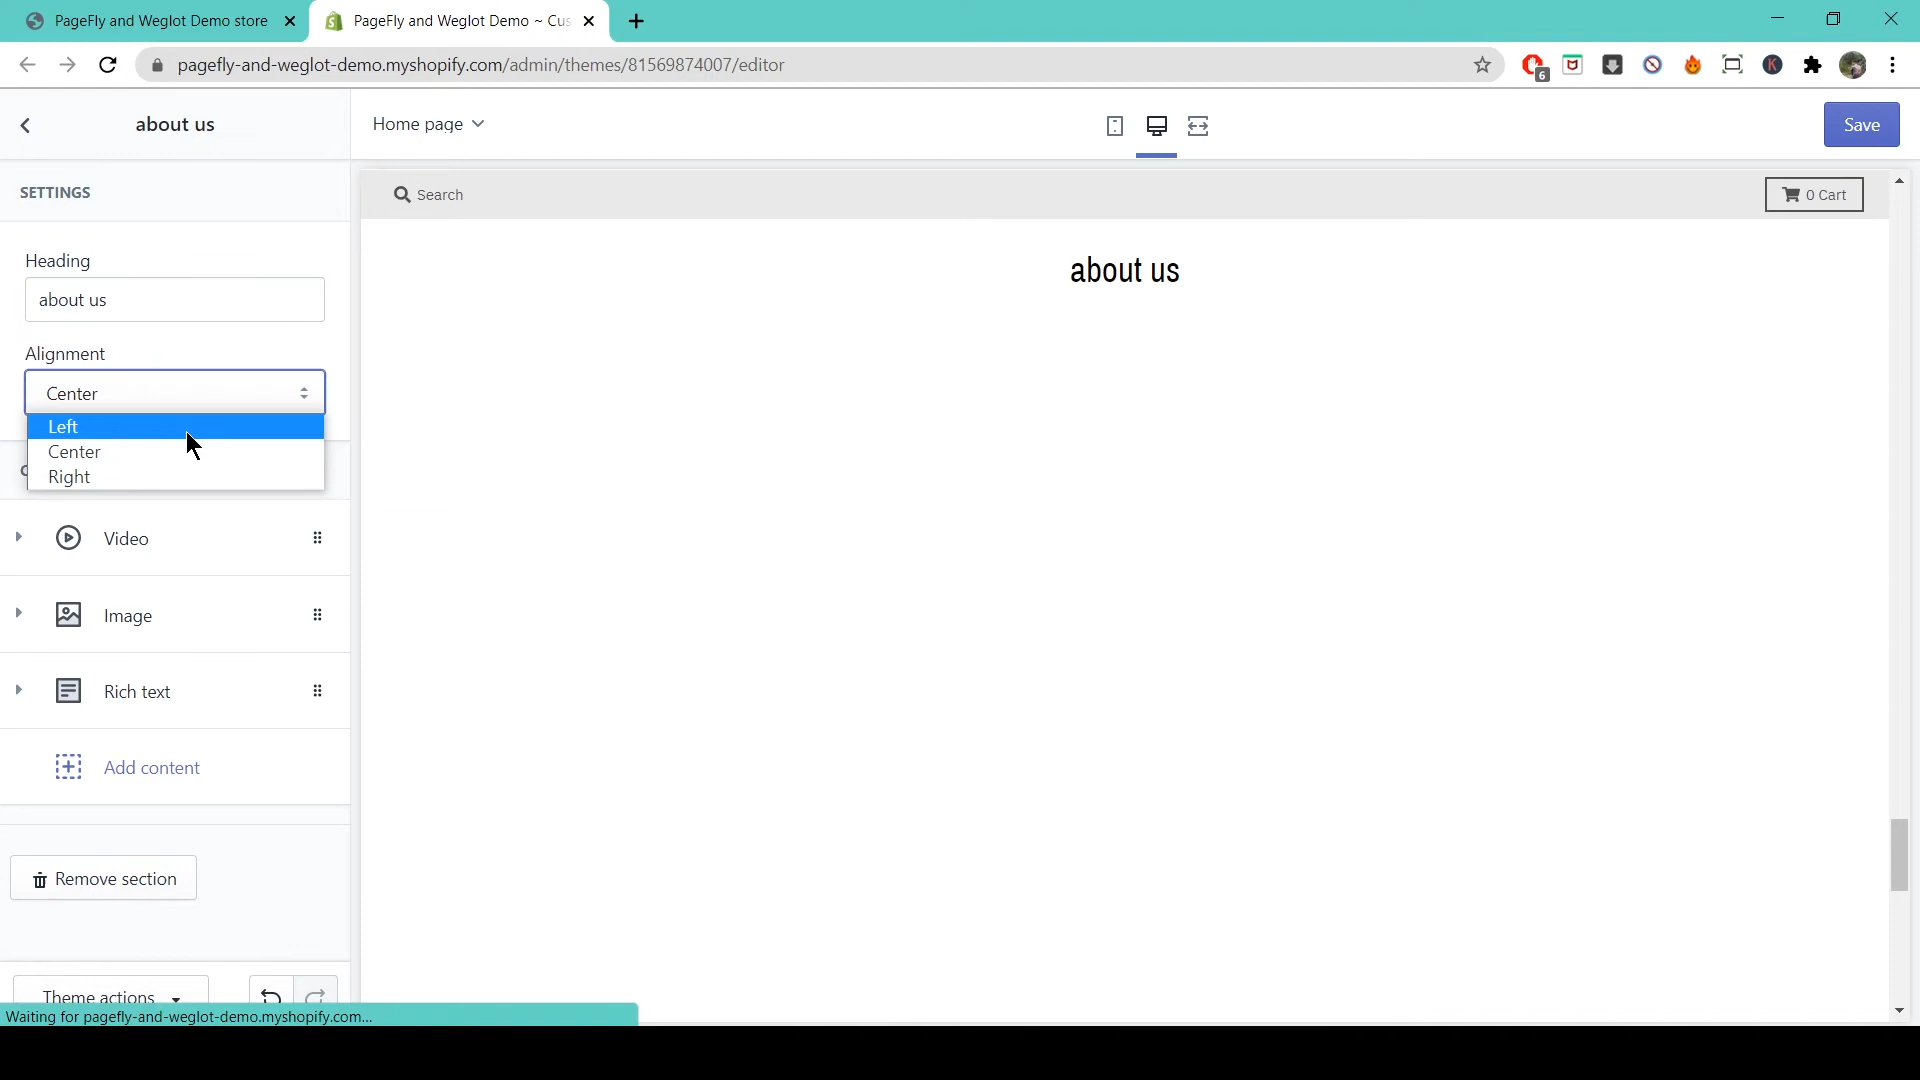 PageFly and Weglot Demo store
PageFly and Weglot Demo ~ Cus
pagefly-and-weglot-demo.myshopify.com/admin/themes/81569874007/editor
6
K
about us
Home page
Save
SETTINGS
Search
0 Cart
Heading
about us
about us
Alignment
Center
Left
Center
Right
Video
Image
Rich text
Add content
Remove section
Theme actions
Waiting for pagefly-and-weglot-demo.myshopify.com...